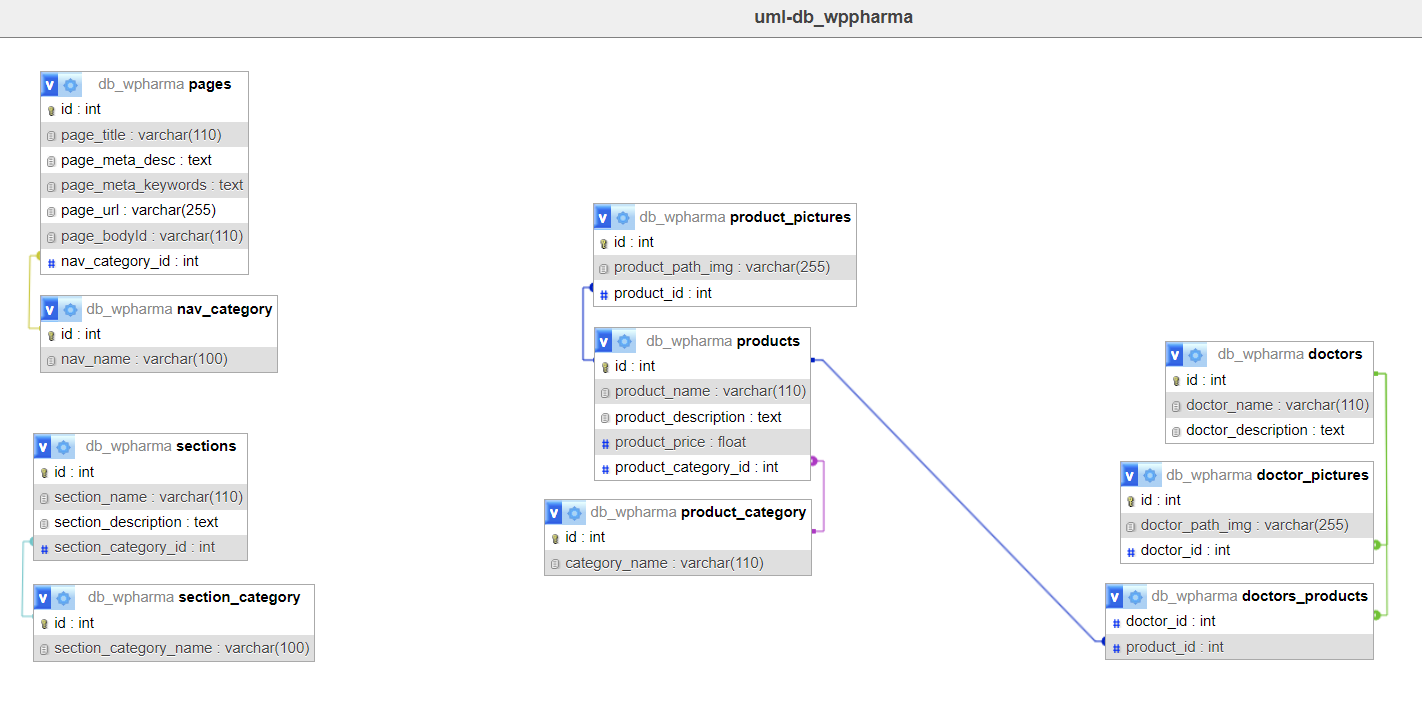 uml-db_wppharma
v db_wpharma pages
id : int
page_title : varchar(110)
page_meta_desc : text
page_meta_keywords : text
page_url : varchar(255)
page_bodyId : varchar(110)
# nav_category_id : int
v db_wpharma nav_category
id : int
nav_name : varchar(100)
v db_wpharma sections
id : int
section_name : varchar(110)
section_description : text
# section_category_id : int
v db_wpharma section_category
id : int
section_category_name : varchar(100)
v db_wpharma product_pictures
id : int
product_path_img : varchar(255)
# product_id : int
v db_wpharma products
id : int
product_name : varchar(110)
product_description : text
# product_price : float
# product_category_id : int
v db_wpharma product_category
id : int
category_name : varchar(110)
v db_wpharma doctors
id : int
doctor_name : varchar(110)
doctor_description : text
v db_wpharma doctor_pictures
id : int
doctor_path_img : varchar(255)
# doctor_id : int
v db_wpharma doctors_products
# doctor_id : int
# product_id : int